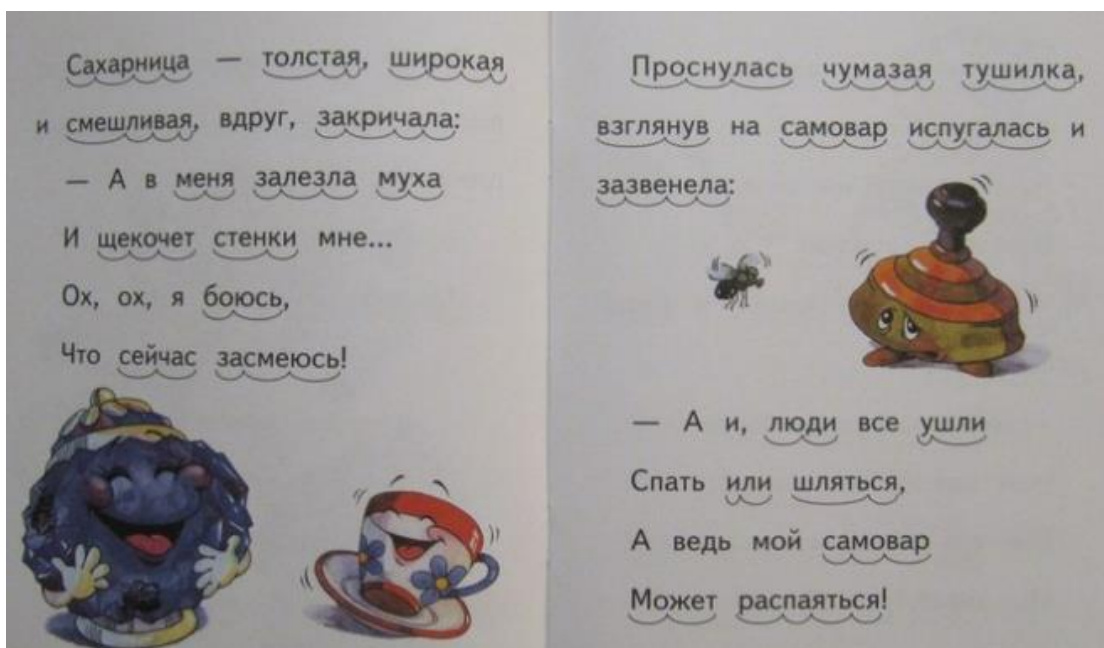 Сахарница — толстая, широкая
и смешливая, вдруг, закричала:
— А в меня залезла муха
И щекочет стенки мне...
Ох, ох, я боюсь,
Что сейчас засмеюсь!
Проснулась чумазая тушилка,
взглянув на самовар испугалась и
зазвенела:
— А и, люди все ушли
Спать или шляться,
А ведь мой самовар
Может распаяться!